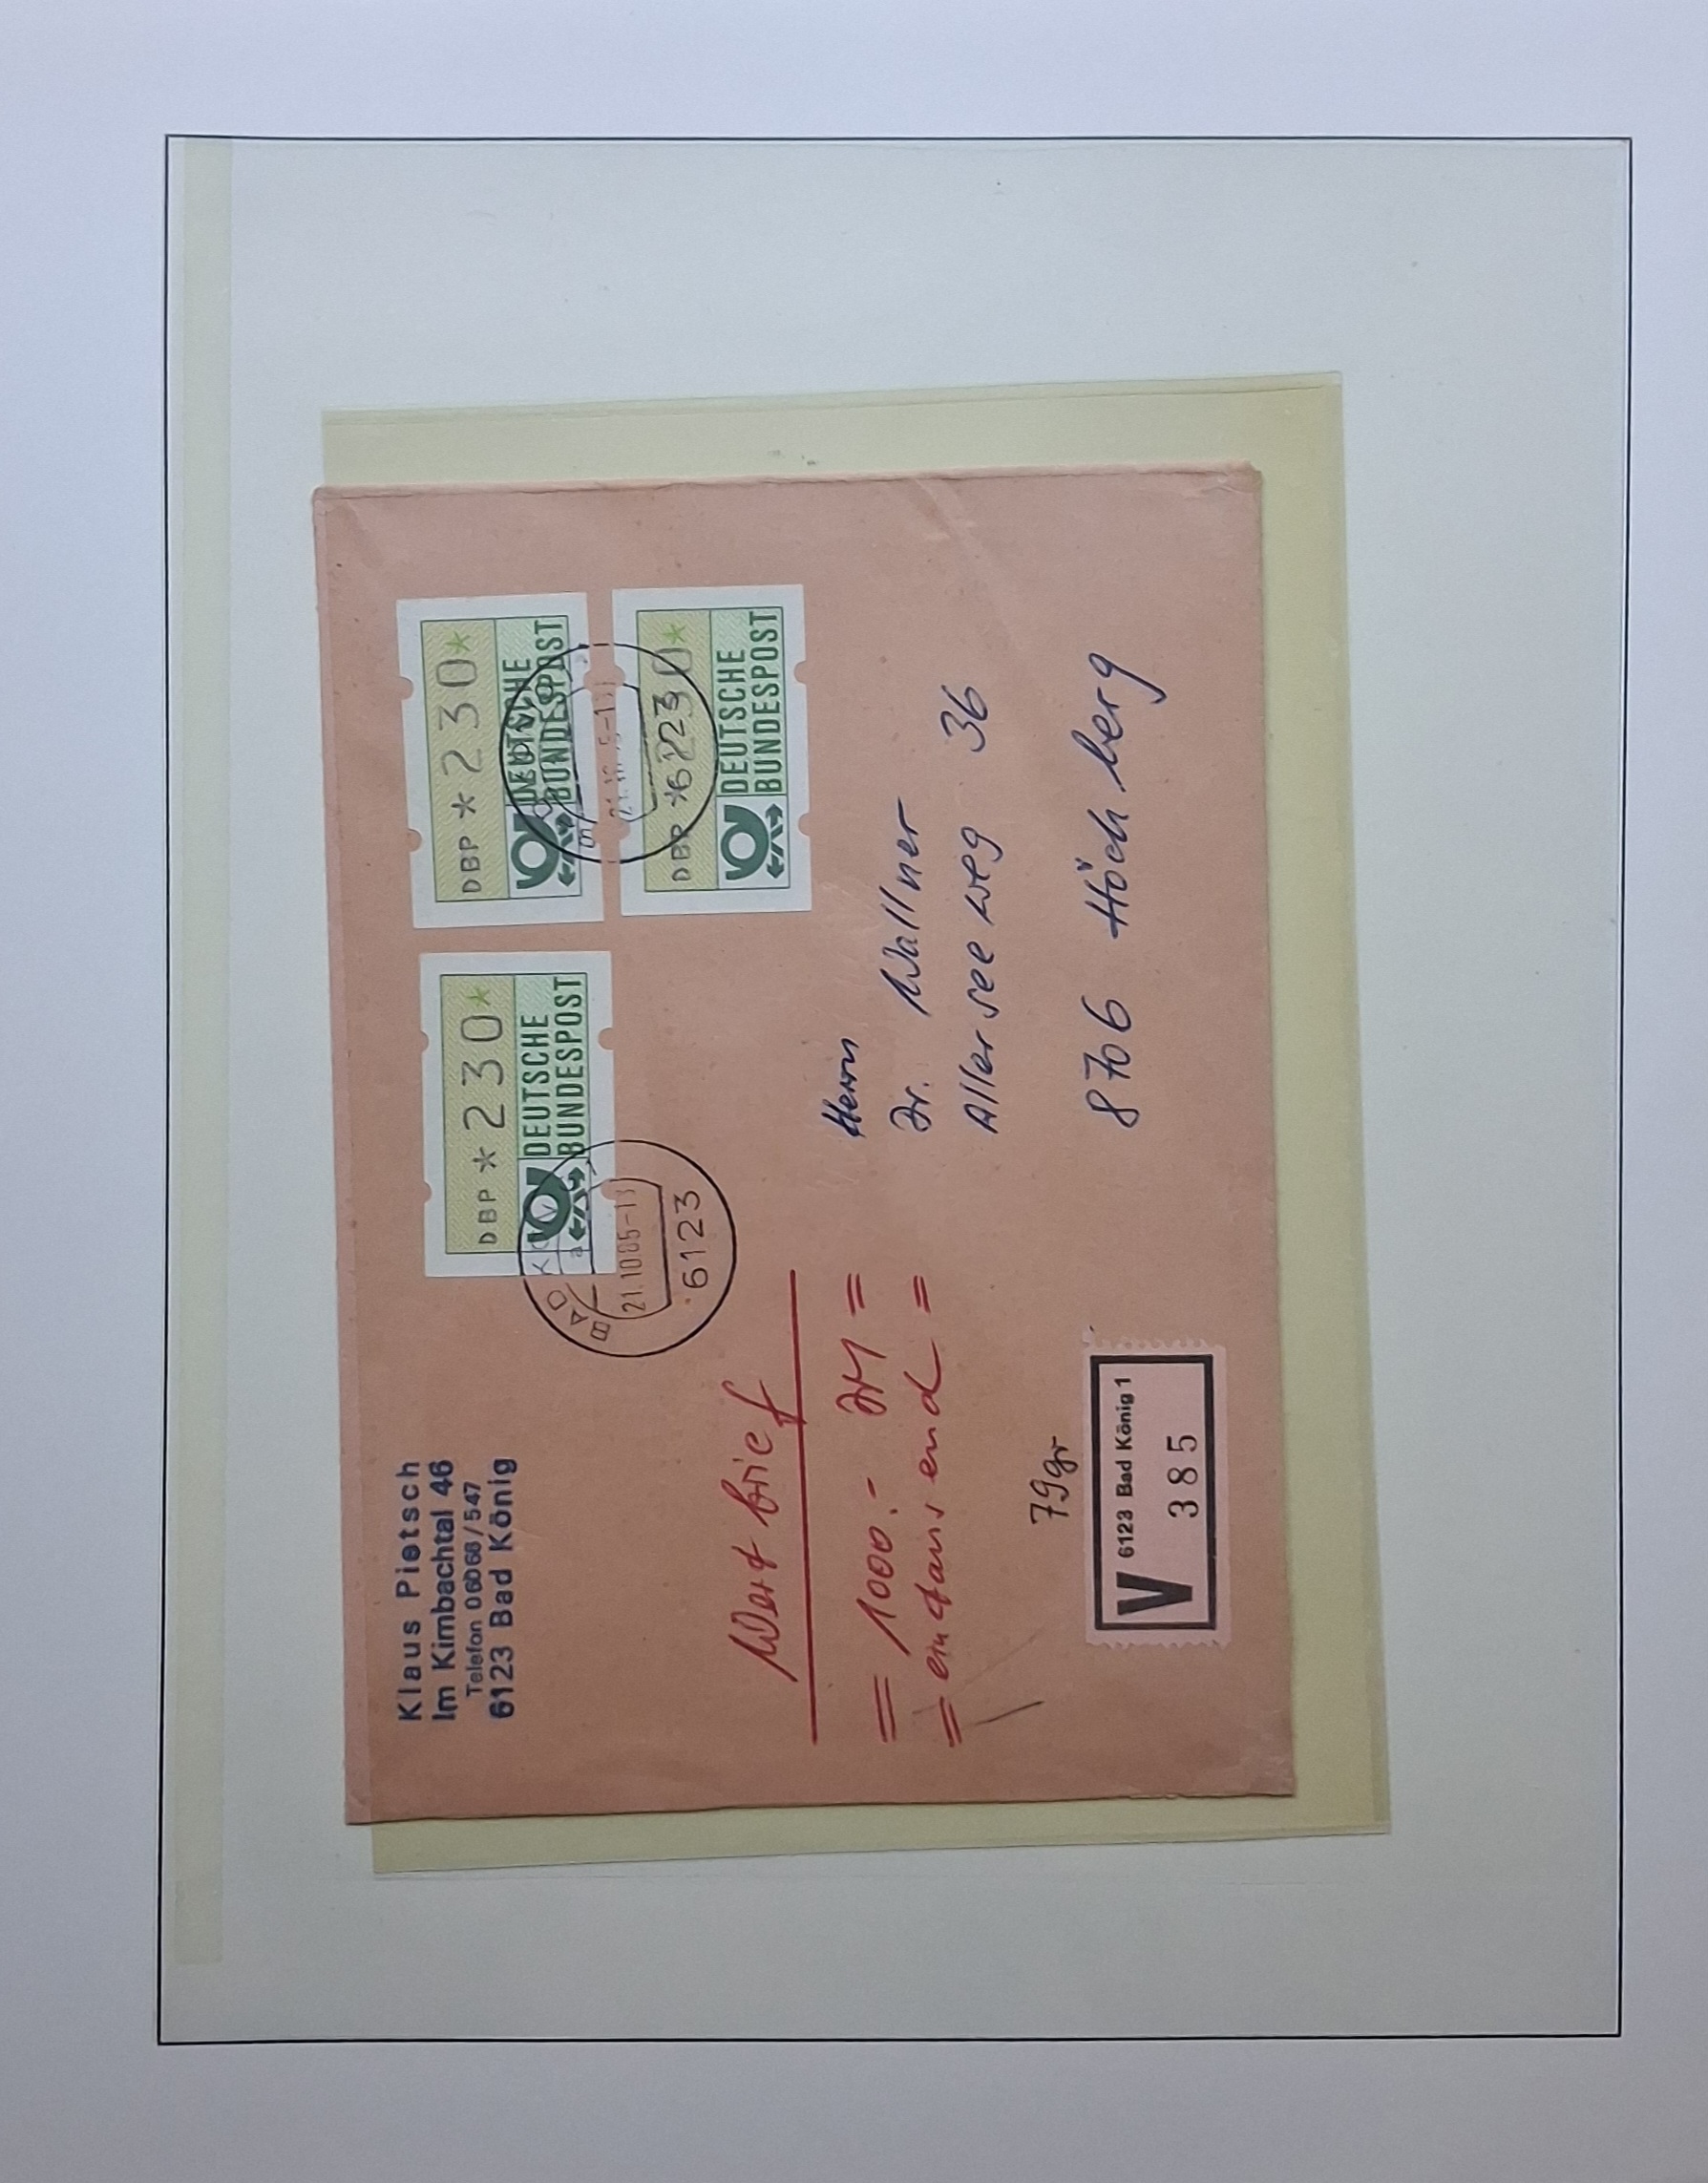 Klaus Pietsch
Im Kimbachtal 46
Telefon 06068/547
6123 Bad König
DBP *230*
DEUTSCHE
BUNDESPOST
DBP *230*
DEUTSCHE
BUNDESPOST
DBP *230*
DEUTSCHE
BUNDESPOST
BAD
21.10.85-13
6123
Wertbrief
= 1000.- DM =
= eintausend =
Herrn
Dr. Wallner
Allerseeweg 36
8706 Höchberg
79gr
V 6123 Bad König 1
385